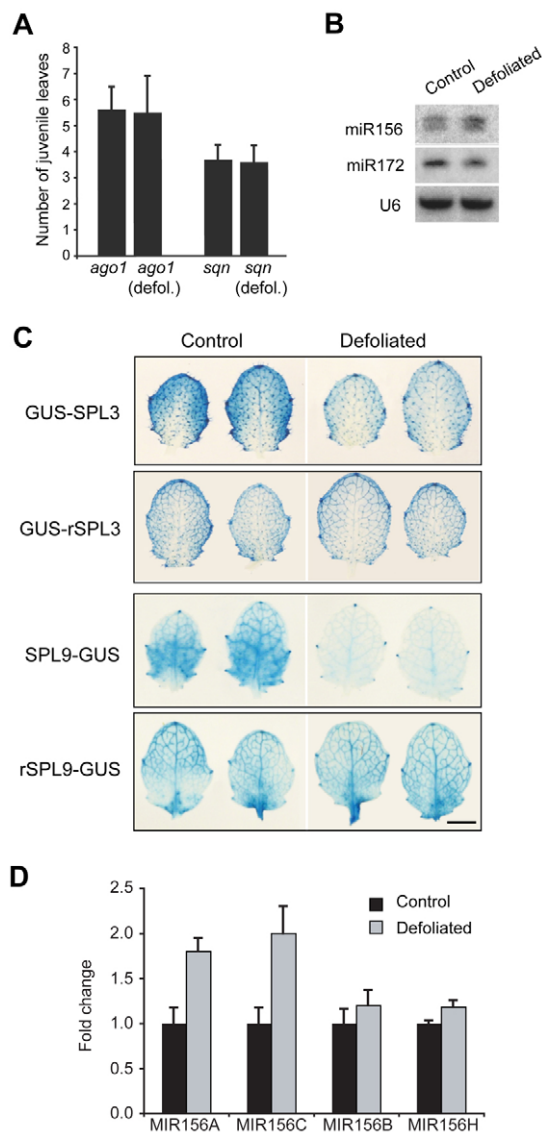 A
Number of juvenile leaves
8
7
6
5
4
3
2
1
0
ago1
ago1
(defol.)
sqn
sqn
(defol.)
B
Control
Defoliated
miR156
miR172
U6
C
Control
Defoliated
GUS-SPL3
GUS-rSPL3
SPL9-GUS
rSPL9-GUS
D
Fold change
2.5
2.0
1.5
1.0
0.5
0.0
Control
Defoliated
MIR156A
MIR156C
MIR156B
MIR156H